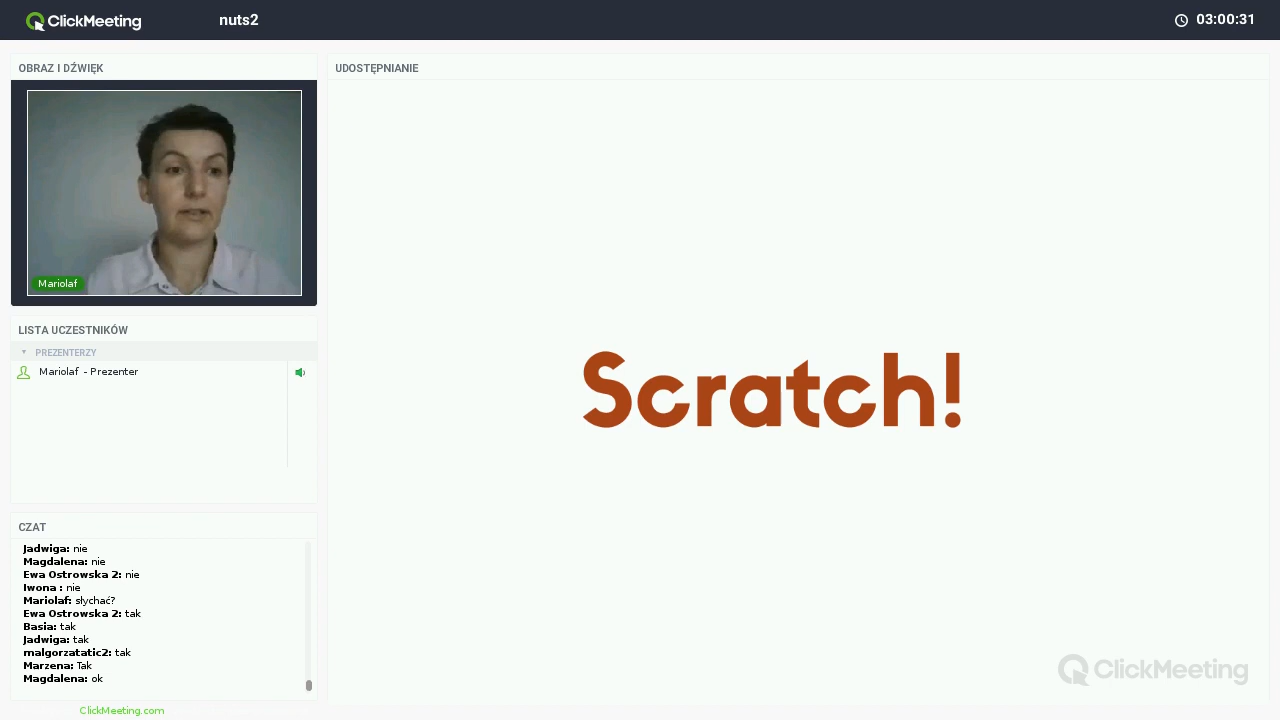 ClickMeeting
nuts2
03:00:31
OBRAZ I DŹWIĘK
Mariolaf
LISTA UCZESTNIKÓW
PREZENTERZY
Mariolaf - Prezenter
CZAT
Jadwiga: nie
Magdalena: nie
Ewa Ostrowska 2: nie
Iwona : nie
Mariolaf: słychać?
Ewa Ostrowska 2: tak
Basia: tak
Jadwiga: tak
malgorzatatic2: tak
Marzena: Tak
Magdalena: ok
ClickMeeting.com
UDOSTĘPNIANIE
Scratch!
ClickMeeting